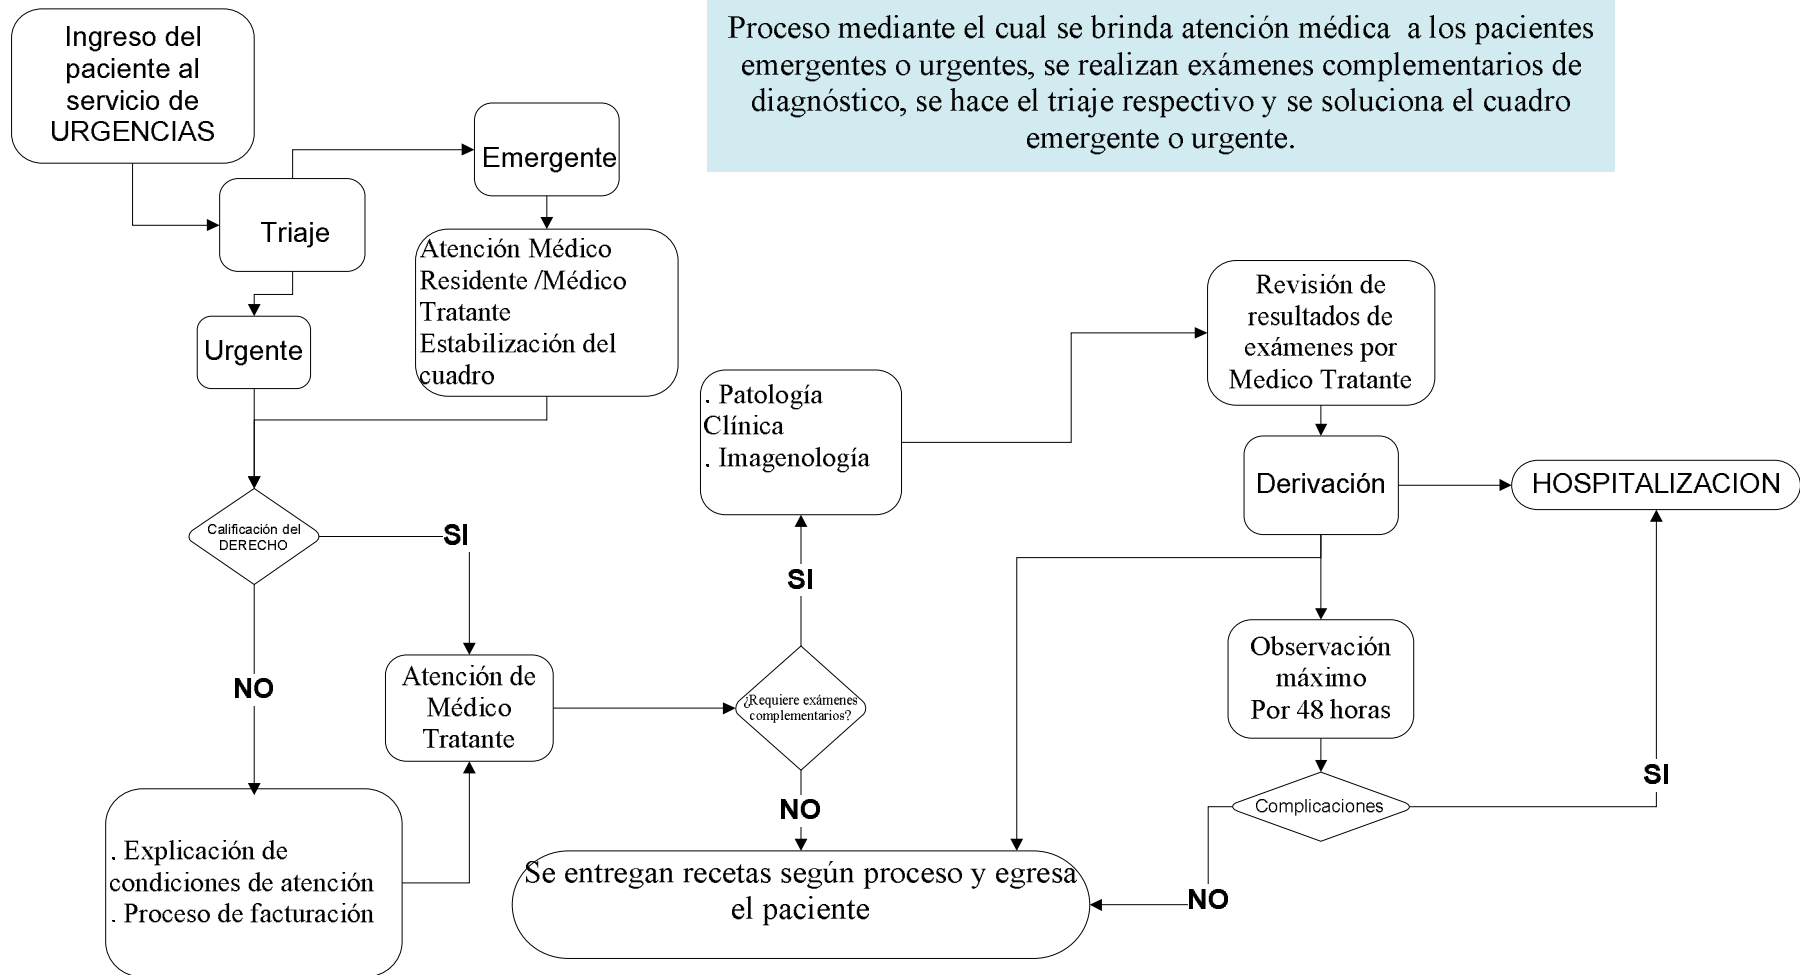 Ingreso del
paciente al
servicio de
URGENCIAS
Proceso mediante el cual se brinda atención médica  a los pacientes
emergentes o urgentes, se realizan exámenes complementarios de
diagnóstico, se hace el triaje respectivo y se soluciona el cuadro
emergente o urgente.
Emergente
Triaje
Atención Médico
Residente /Médico
Tratante
Estabilización del
cuadro
Urgente
Revisión de
resultados de
exámenes por
Medico Tratante
. Patología
Clínica
. Imagenología
Derivación
HOSPITALIZACION
Calificación del
DERECHO
SI
SI
NO
Atención de
Médico
Tratante
¿Requiere exámenes
complementarios?
Observación
máximo
Por 48 horas
SI
NO
Complicaciones
. Explicación de
condiciones de atención
. Proceso de facturación
Se entregan recetas según proceso y egresa
el paciente
NO